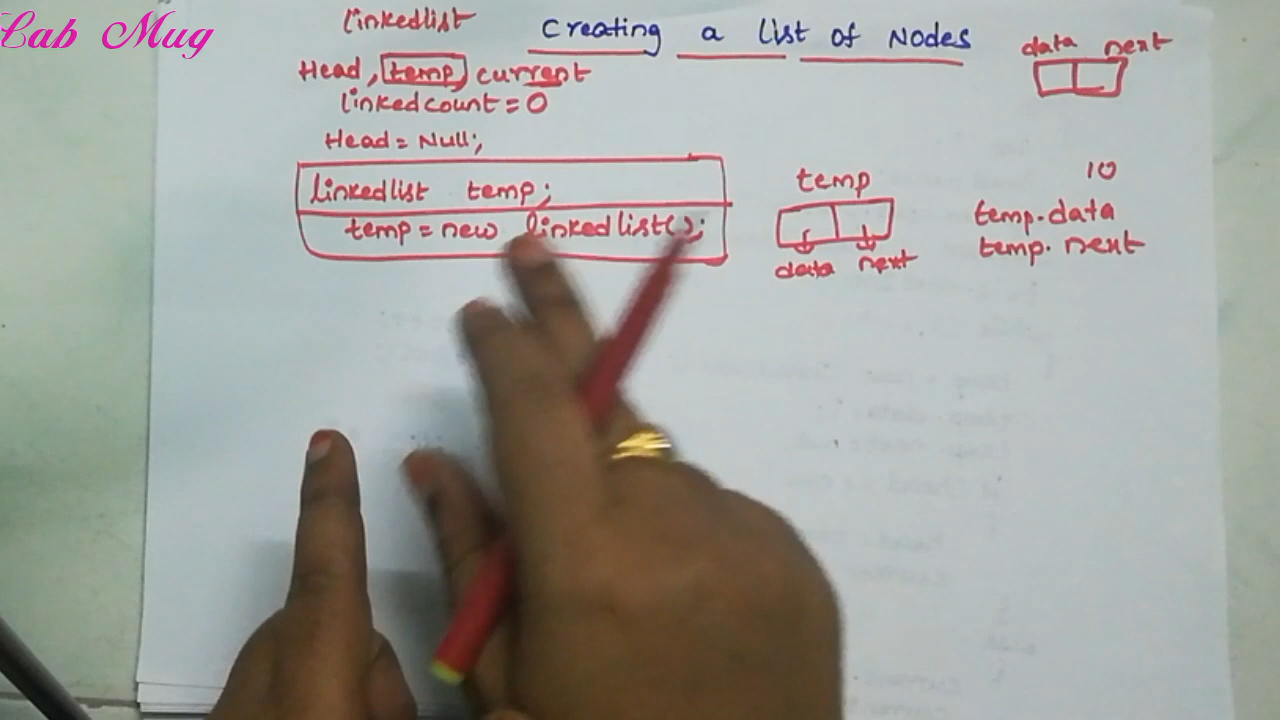 Lab Mug
linkedlist
Creating a list of Nodes
Head, temp, current
linkedcount = 0
Head = Null;
data next
linkedlist temp;
temp = new linkedlist();
temp
data next
10
temp.data
temp.next